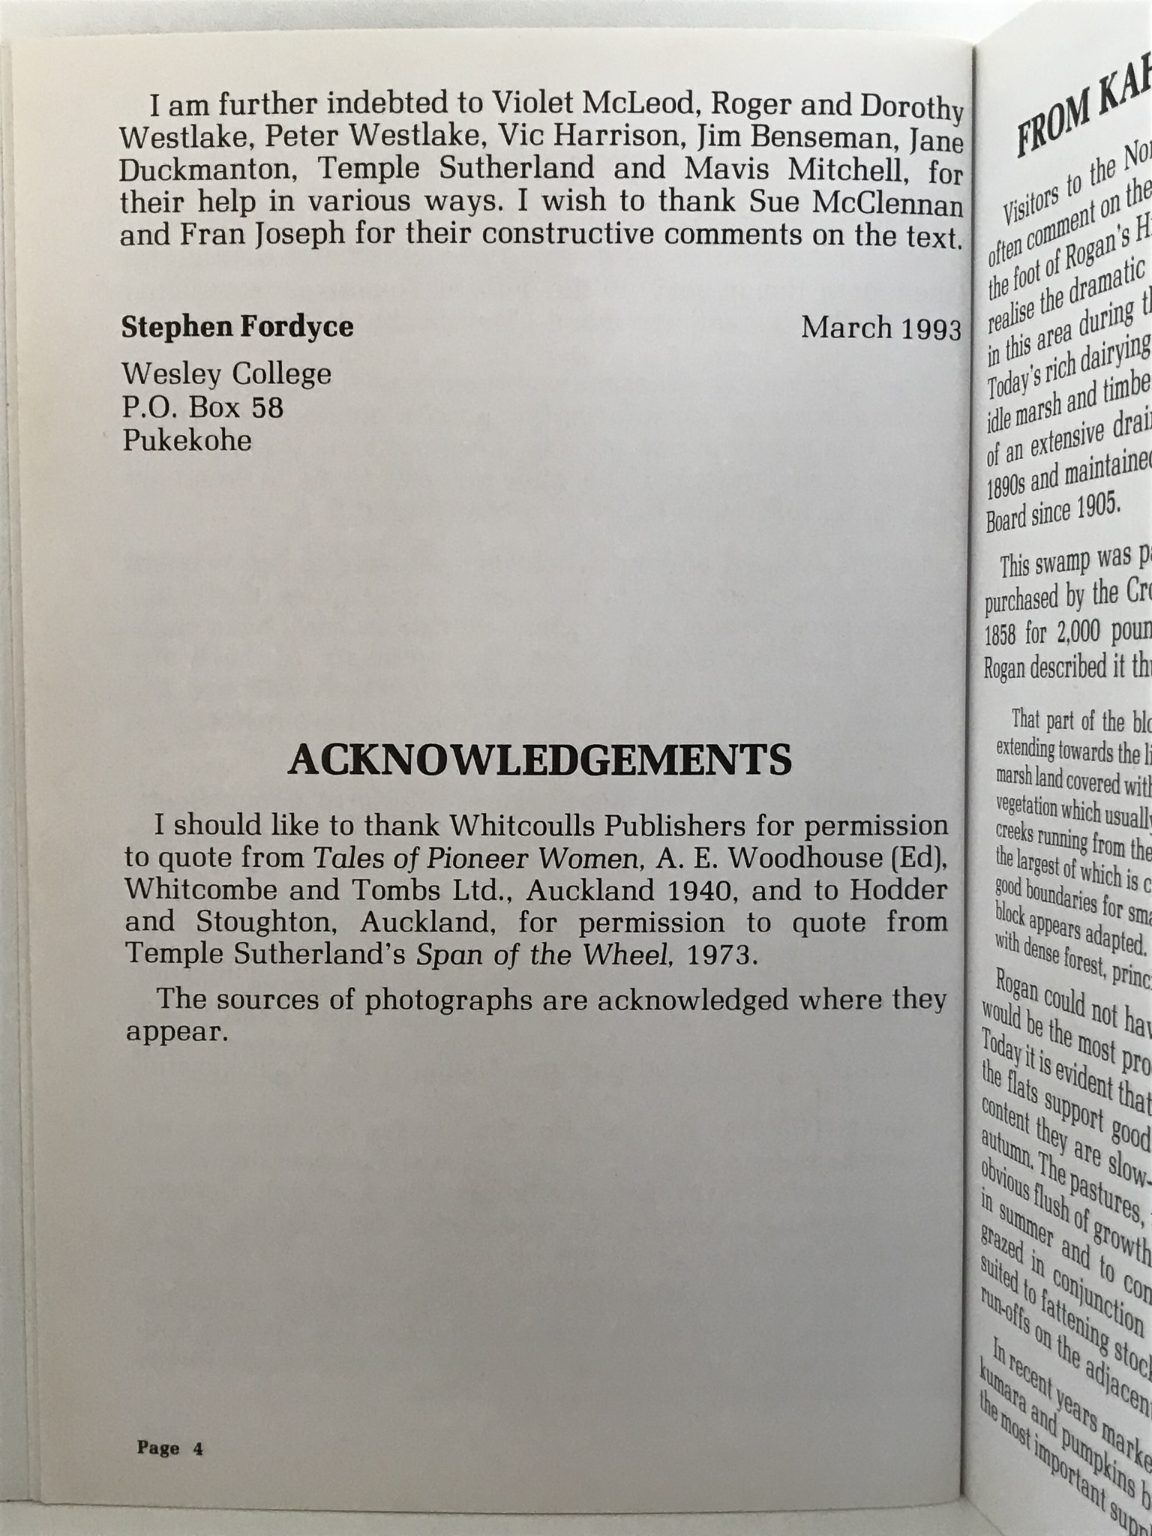 I am further indebted to Violet McLeod, Roger and Dorothy
Westlake, Peter Westlake, Vic Harrison, Jim Benseman, Jane
Duckmanton, Temple Sutherland and Mavis Mitchell, for
their help in various ways. I wish to thank Sue McClennan
and Fran Joseph for their constructive comments on the text.
Stephen Fordyce March 1993
Wesley College
P.O. Box 58
Pukekohe
ACKNOWLEDGEMENTS
I should like to thank Whitcoulls Publishers for permission
to quote from Tales of Pioneer Women, A. E. Woodhouse (Ed),
Whitcombe and Tombs Ltd., Auckland 1940, and to Hodder
and Stoughton, Auckland, for permission to quote from
Temple Sutherland's Span of the Wheel, 1973.
The sources of photographs are acknowledged where they
appear.
Page 4
FROM
Visitors to the
often comment on the
the foot of Rogan's
realise the dramatic
in this area during
Today's rich dairying
idle marsh and
of an extensive
1890s and maintained
Board since 1905.
This swamp was
purchased by the
1858 for 2,000
Rogan described it
That part of the
extending towards the
marsh land covered with
vegetation which usually
creeks running from the
the largest of which is
good boundaries for
block appears adapted.
with dense forest,
Rogan could not
would be the most
Today it is evident that
the flats support good
content they are
autumn. The pastures,
obvious flush of growth
in summer and to
grazed in conjunction
suited to fattening
run-offs on the
In recent years
kumara and pumpkins
the most important